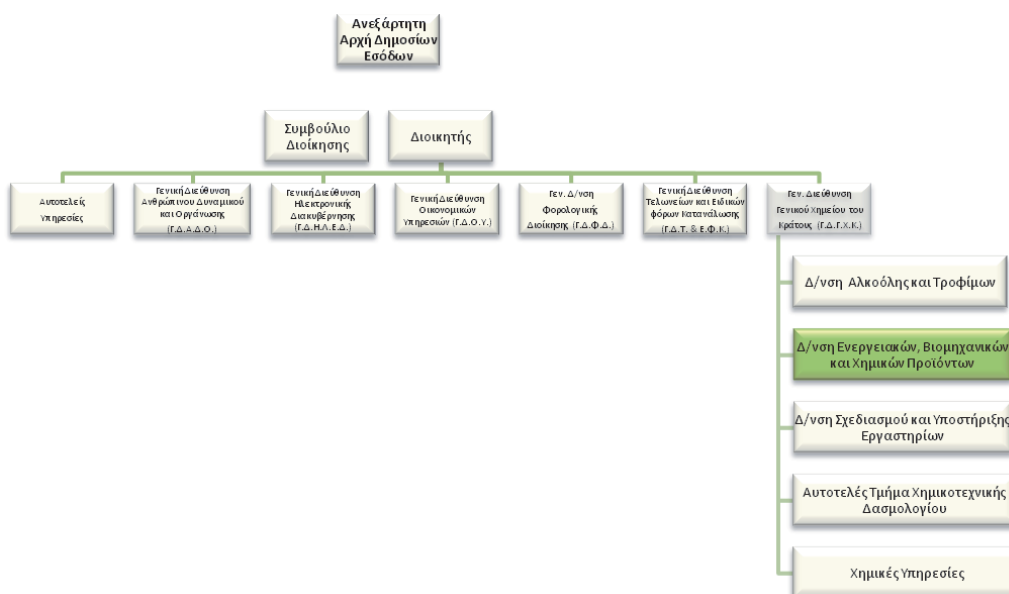 Ανεξάρτητη
Αρχή Δημοσίων
Εσόδων
Συμβούλιο
Διοίκησης
Διοικητής
Αυτοτελείς
Υπηρεσίες
Γενική Διεύθυνση
Ανθρώπινου Δυναμικού
και Οργάνωσης
(Γ.Δ.Α.Δ.Ο.)
Γενική Διεύθυνση
Ηλεκτρονικής
Διακυβέρνησης
(Γ.Δ.Η.Λ.Ε.Δ.)
Γενική Διεύθυνση
Οικονομικών
Υπηρεσιών (Γ.Δ.Ο.Υ.)
Γεν. Δ/νση
Φορολογικής
Διοίκησης (Γ.Δ.Φ.Δ.)
Γενική Διεύθυνση
Τελωνείων και Ειδικών
φόρων Κατανάλωσης
(Γ.Δ.Τ. & Ε.Φ.Κ.)
Γεν. Διεύθυνση
Γενικού Χημείου του
Κράτους (Γ.Δ.Γ.Χ.Κ.)
Δ/νση Αλκοόλης και Τροφίμων
Δ/νση Ενεργειακών, Βιομηχανικών
και Χημικών Προϊόντων
Δ/νση Σχεδιασμού και Υποστήριξης
Εργαστηρίων
Αυτοτελές Τμήμα Χημικοτεχνικής
Δασμολογίου
Χημικές Υπηρεσίες